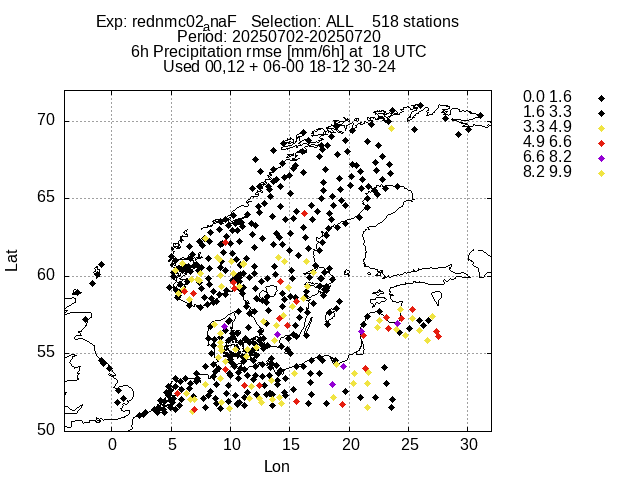 Exp: rednmc02anaF   Selection: ALL    518 stations
Period: 20250702-20250720
6h Precipitation rmse [mm/6h] at  18 UTC
Used 00,12 + 06-00 18-12 30-24
0.0 1.6
1.6 3.3
3.3 4.9
4.9 6.6
6.6 8.2
8.2 9.9
70
65
60
55
50
Lat
0 5 10 15 20 25 30
Lon